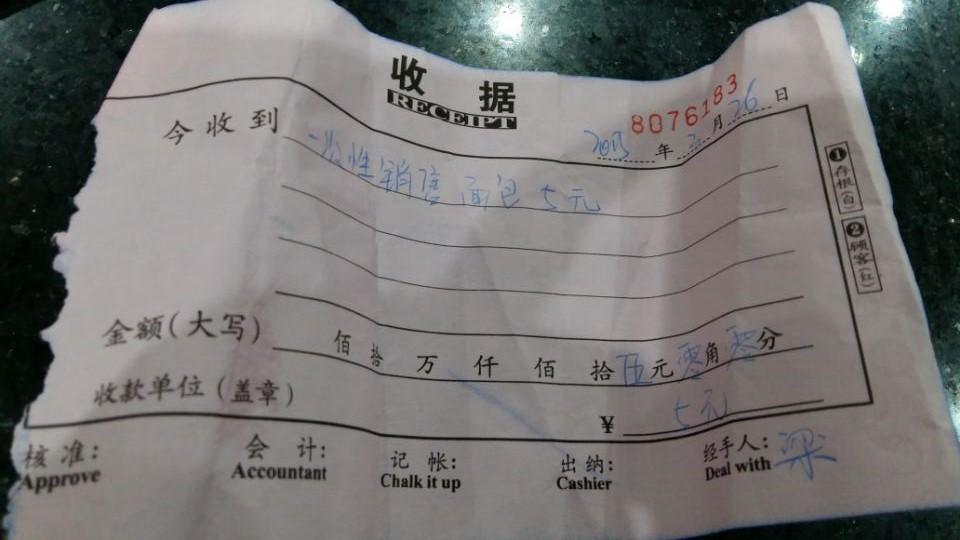 收 据
RECEIPT
8076183
2015 年 月 26 日
今收到 一次性销售面包 5元
金额(大写) 佰 拾 万 仟 佰 拾 伍 元 零 角 零 分
收款单位(盖章) ¥ 5元
核准: 会 计: 记 帐: 出 纳: 经手人: 梁
Approve Accountant Chalk it up Cashier Deal with
❶存根(白) ❷顾客(红)